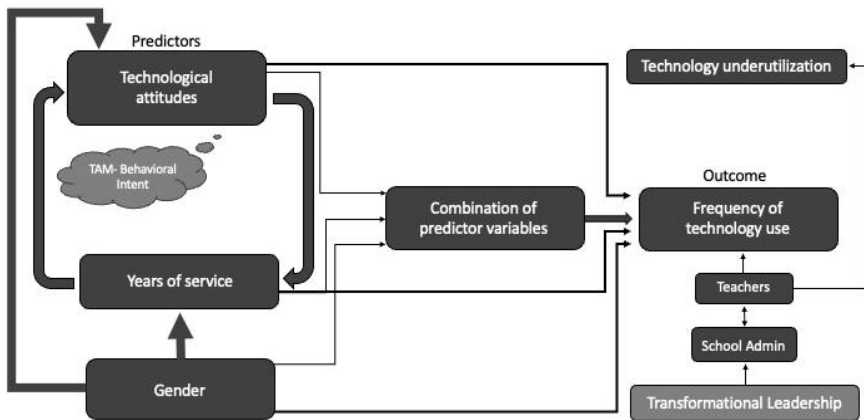 Predictors
Technological
attitudes
TAM- Behavioral
Intent
Years of service
Gender
Combination of
predictor variables
Technology underutilization
Outcome
Frequency of
technology use
Teachers
School Admin
Transformational Leadership